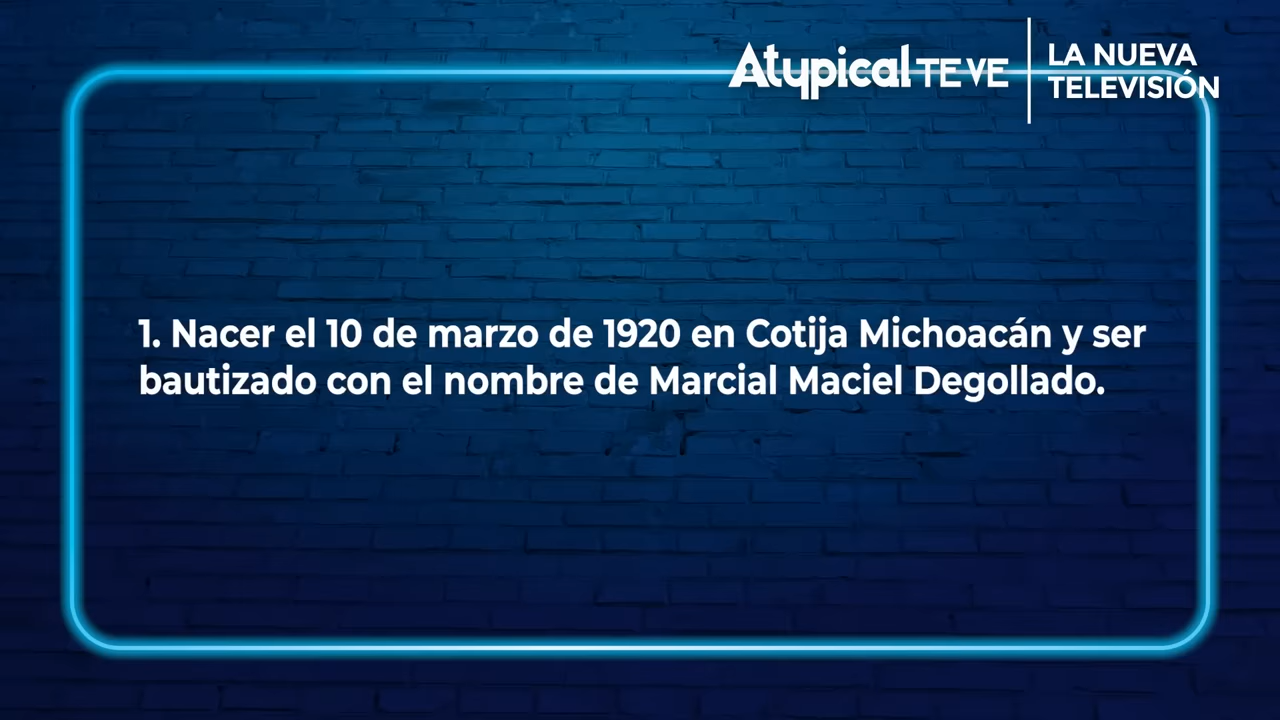 Atypical TE VE
LA NUEVA
TELEVISIÓN
1. Nacer el 10 de marzo de 1920 en Cotija Michoacán y ser
bautizado con el nombre de Marcial Maciel Degollado.